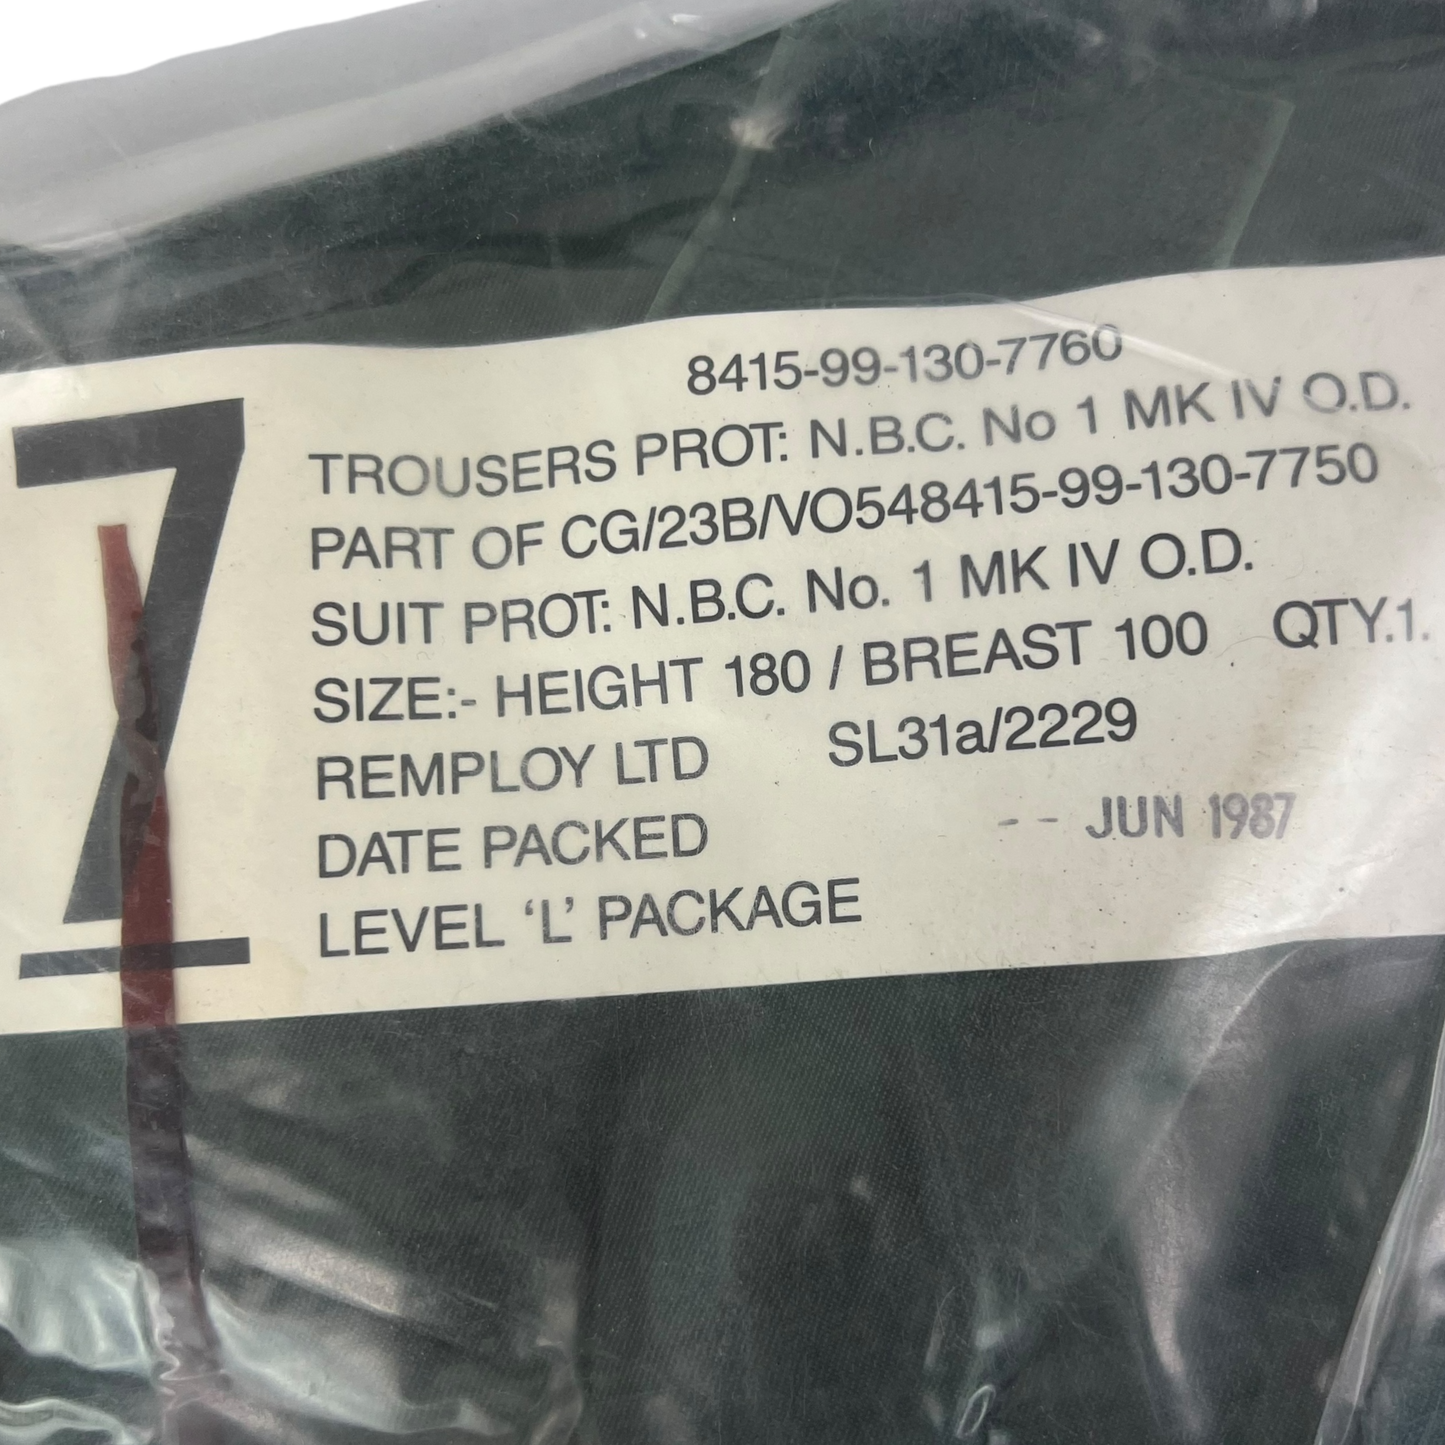 7
8415-99-130-7760
TROUSERS PROT: N.B.C. No 1 MK IV O.D.
PART OF CG/23B/VO548415-99-130-7750
SUIT PROT: N.B.C. No. 1 MK IV O.D.
SIZE:- HEIGHT 180 / BREAST 100 QTY.1.
REMPLOY LTD SL31a/2229
DATE PACKED -- JUN 1987
LEVEL ‘L’ PACKAGE